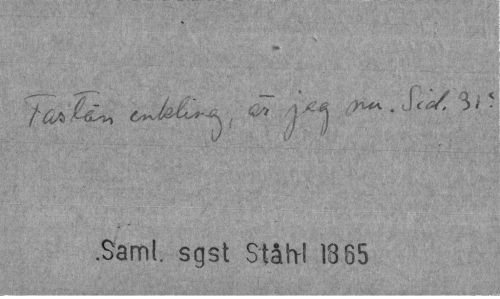 Fastän enkling, är jag nu. Sid. 31.
.Saml. sgst Ståhl 1865